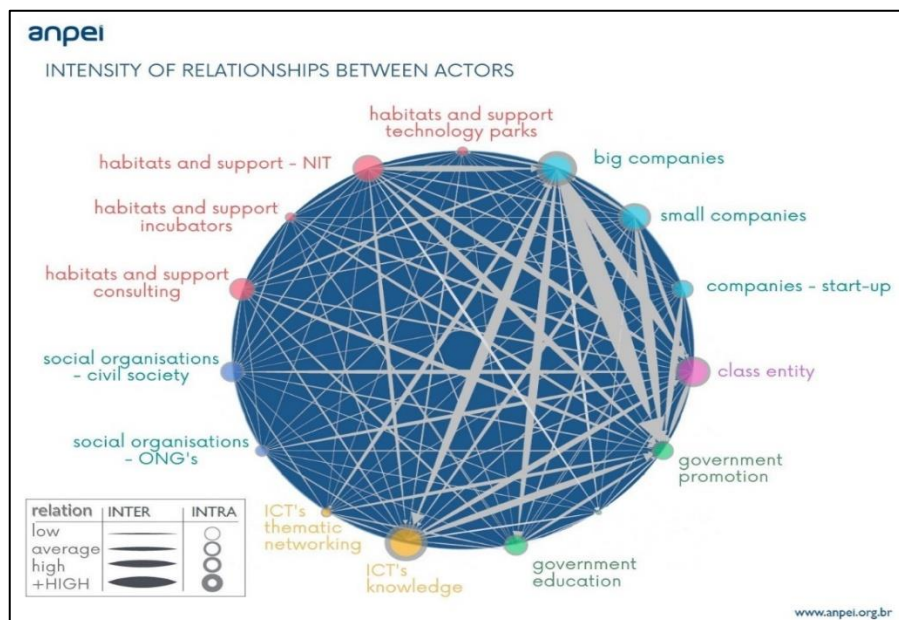 anpei
INTENSITY OF RELATIONSHIPS BETWEEN ACTORS
habitats and support
technology parks
habitats and support - NIT
big companies
habitats and support
incubators
small companies
habitats and support
consulting
companies - start-up
social organisations
- civil society
class entity
social organisations
- ONG's
government
promotion
ICT's
thematic
networking
ICT's
knowledge
government
education
relation INTER INTRA
low
average
high
+HIGH
www.anpei.org.br